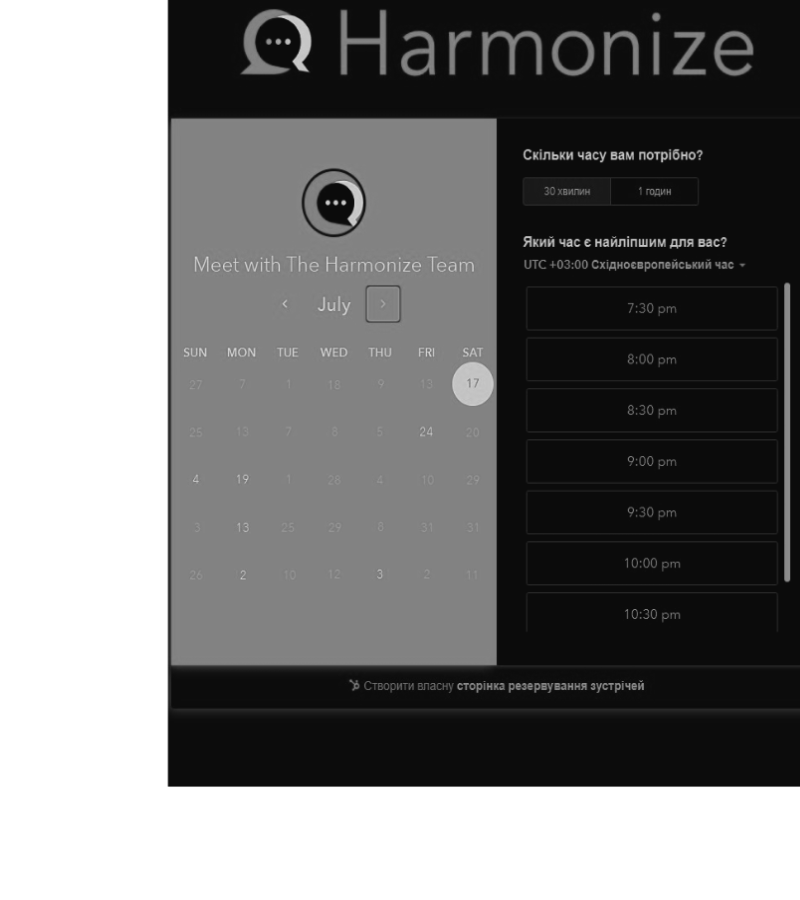 Harmonize
Meet with The Harmonize Team
July
SUN MON TUE WED THU FRI SAT
27 7 1 18 9 13 17
25 13 7 8 5 24 20
4 19 1 28 4 10 29
3 13 25 29 8 31 31
26 2 10 12 3 2 11
Скільки часу вам потрібно?
30 хвилин 1 годин
Який час є найліпшим для вас?
UTC +03:00 Східноєвропейський час
7:30 pm
8:00 pm
8:30 pm
9:00 pm
9:30 pm
10:00 pm
10:30 pm
Створити власну сторінка резервування зустрічей